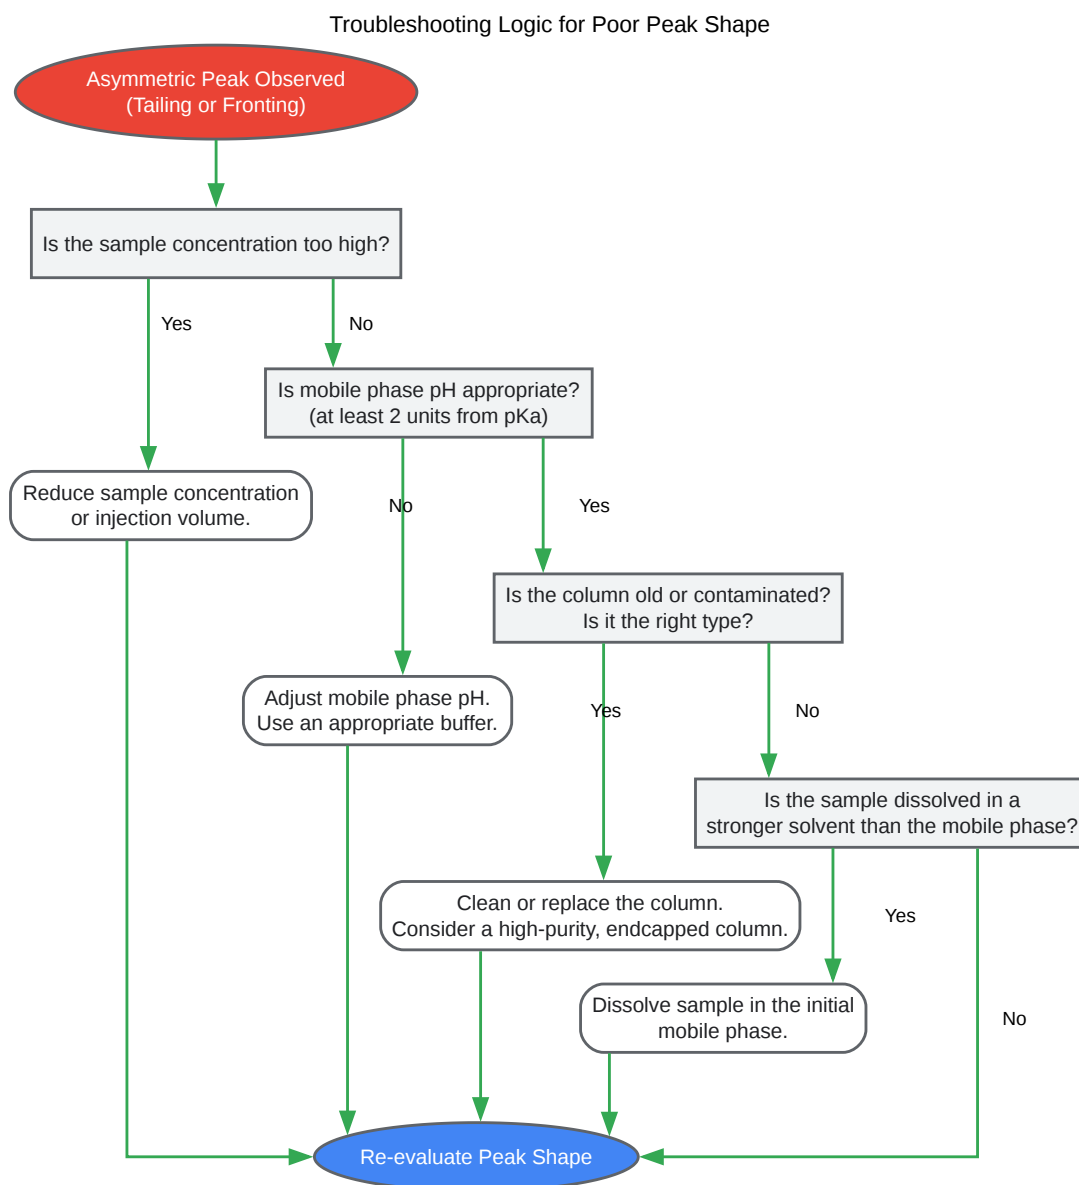 Troubleshooting Logic for Poor Peak Shape
Asymmetric Peak Observed
(Tailing or Fronting)
Is the sample concentration too high?
Yes
No
Is mobile phase pH appropriate?
(at least 2 units from pKa)
Reduce sample concentration
or injection volume.
No
Yes
Is the column old or contaminated?
Is it the right type?
Adjust mobile phase pH.
Use an appropriate buffer.
Yes
No
Is the sample dissolved in a
stronger solvent than the mobile phase?
Clean or replace the column.
Consider a high-purity, endcapped column.
Yes
Dissolve sample in the initial
mobile phase.
No
Re-evaluate Peak Shape